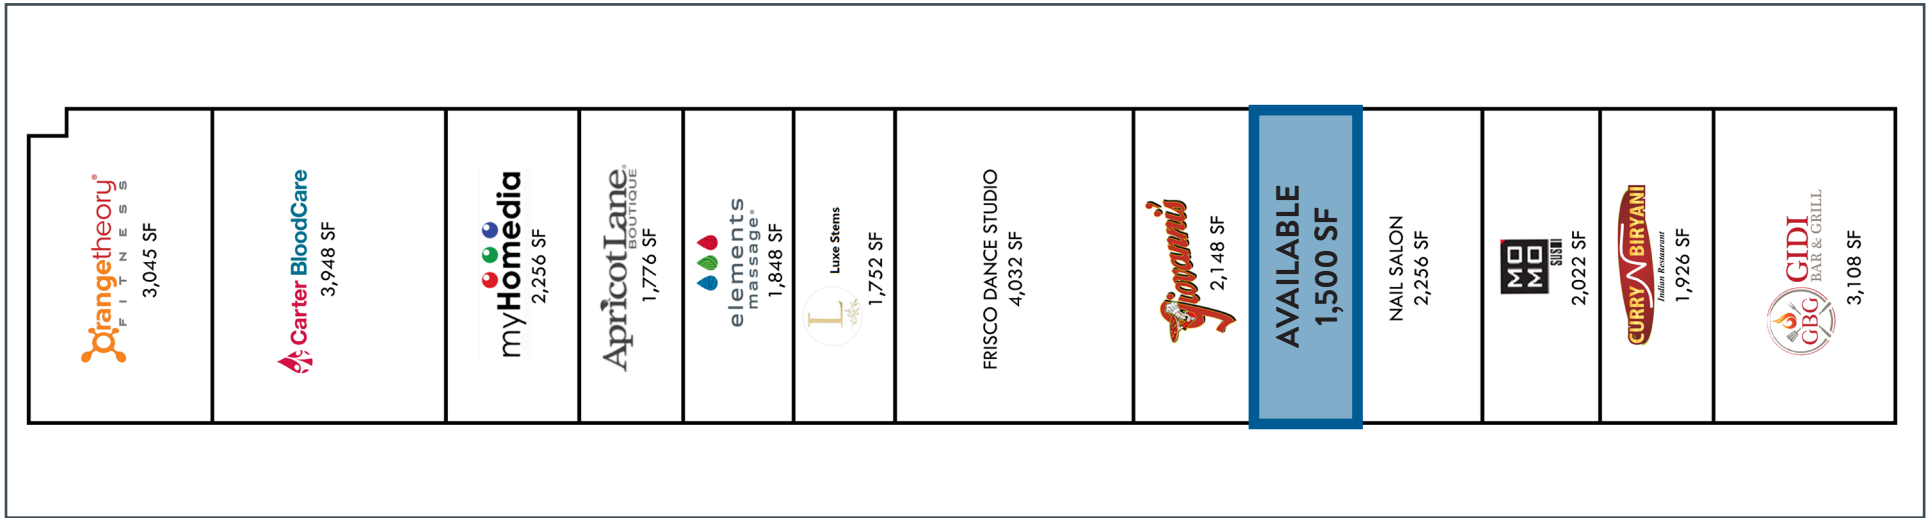 Orangetheory®
FITNESS
3,045 SF
Carter BloodCare
3,948 SF
myHomedia
2,256 SF
ApricotLane®
BOUTIQUE
1,776 SF
elements
massage®
1,848 SF
L
Luxe Stems
1,752 SF
FRISCO DANCE STUDIO
4,032 SF
Giovanni's
2,148 SF
AVAILABLE
1,500 SF
NAIL SALON
2,256 SF
MOMO
SUSHI
2,022 SF
CURRY N BIRYANI
Indian Restaurant
1,926 SF
GBG
GIDI
BAR & GRILL
3,108 SF